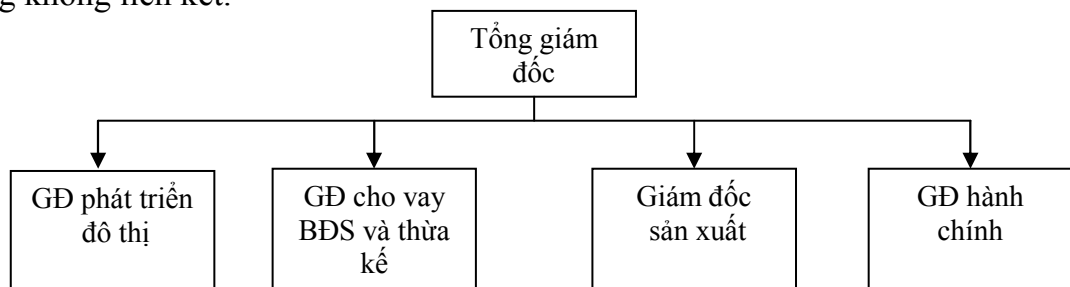 không liên kết.
Tổng giám
đốc
GĐ phát triển
đô thị
GĐ cho vay
BĐS và thừa
kế
Giám đốc
sản xuất
GĐ hành
chính